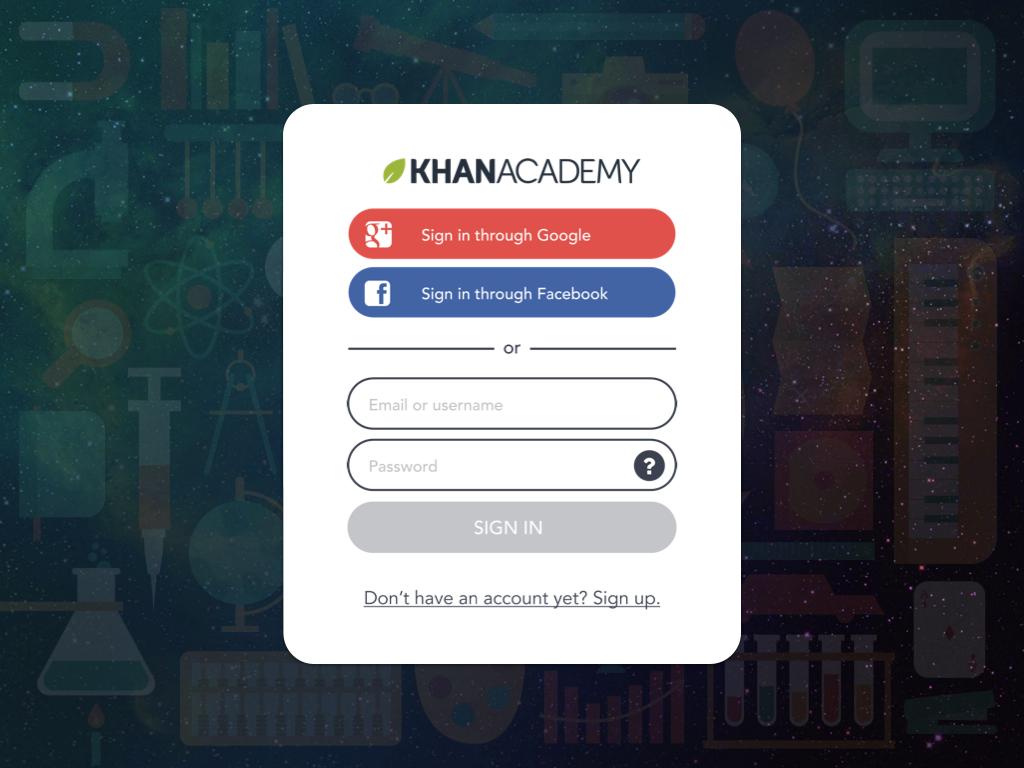 KHANACADEMY
Sign in through Google
Sign in through Facebook
or
Email or username
Password
?
SIGN IN
Don’t have an account yet? Sign up.